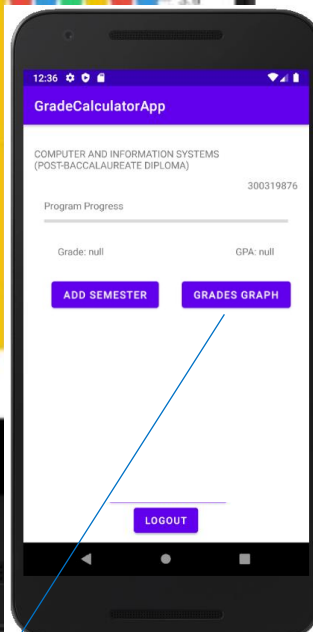 12:36
GradeCalculatorApp
COMPUTER AND INFORMATION SYSTEMS
(POST-BACCALAUREATE DIPLOMA)
300319876
Program Progress
Grade: null GPA: null
ADD SEMESTER GRADES GRAPH
LOGOUT